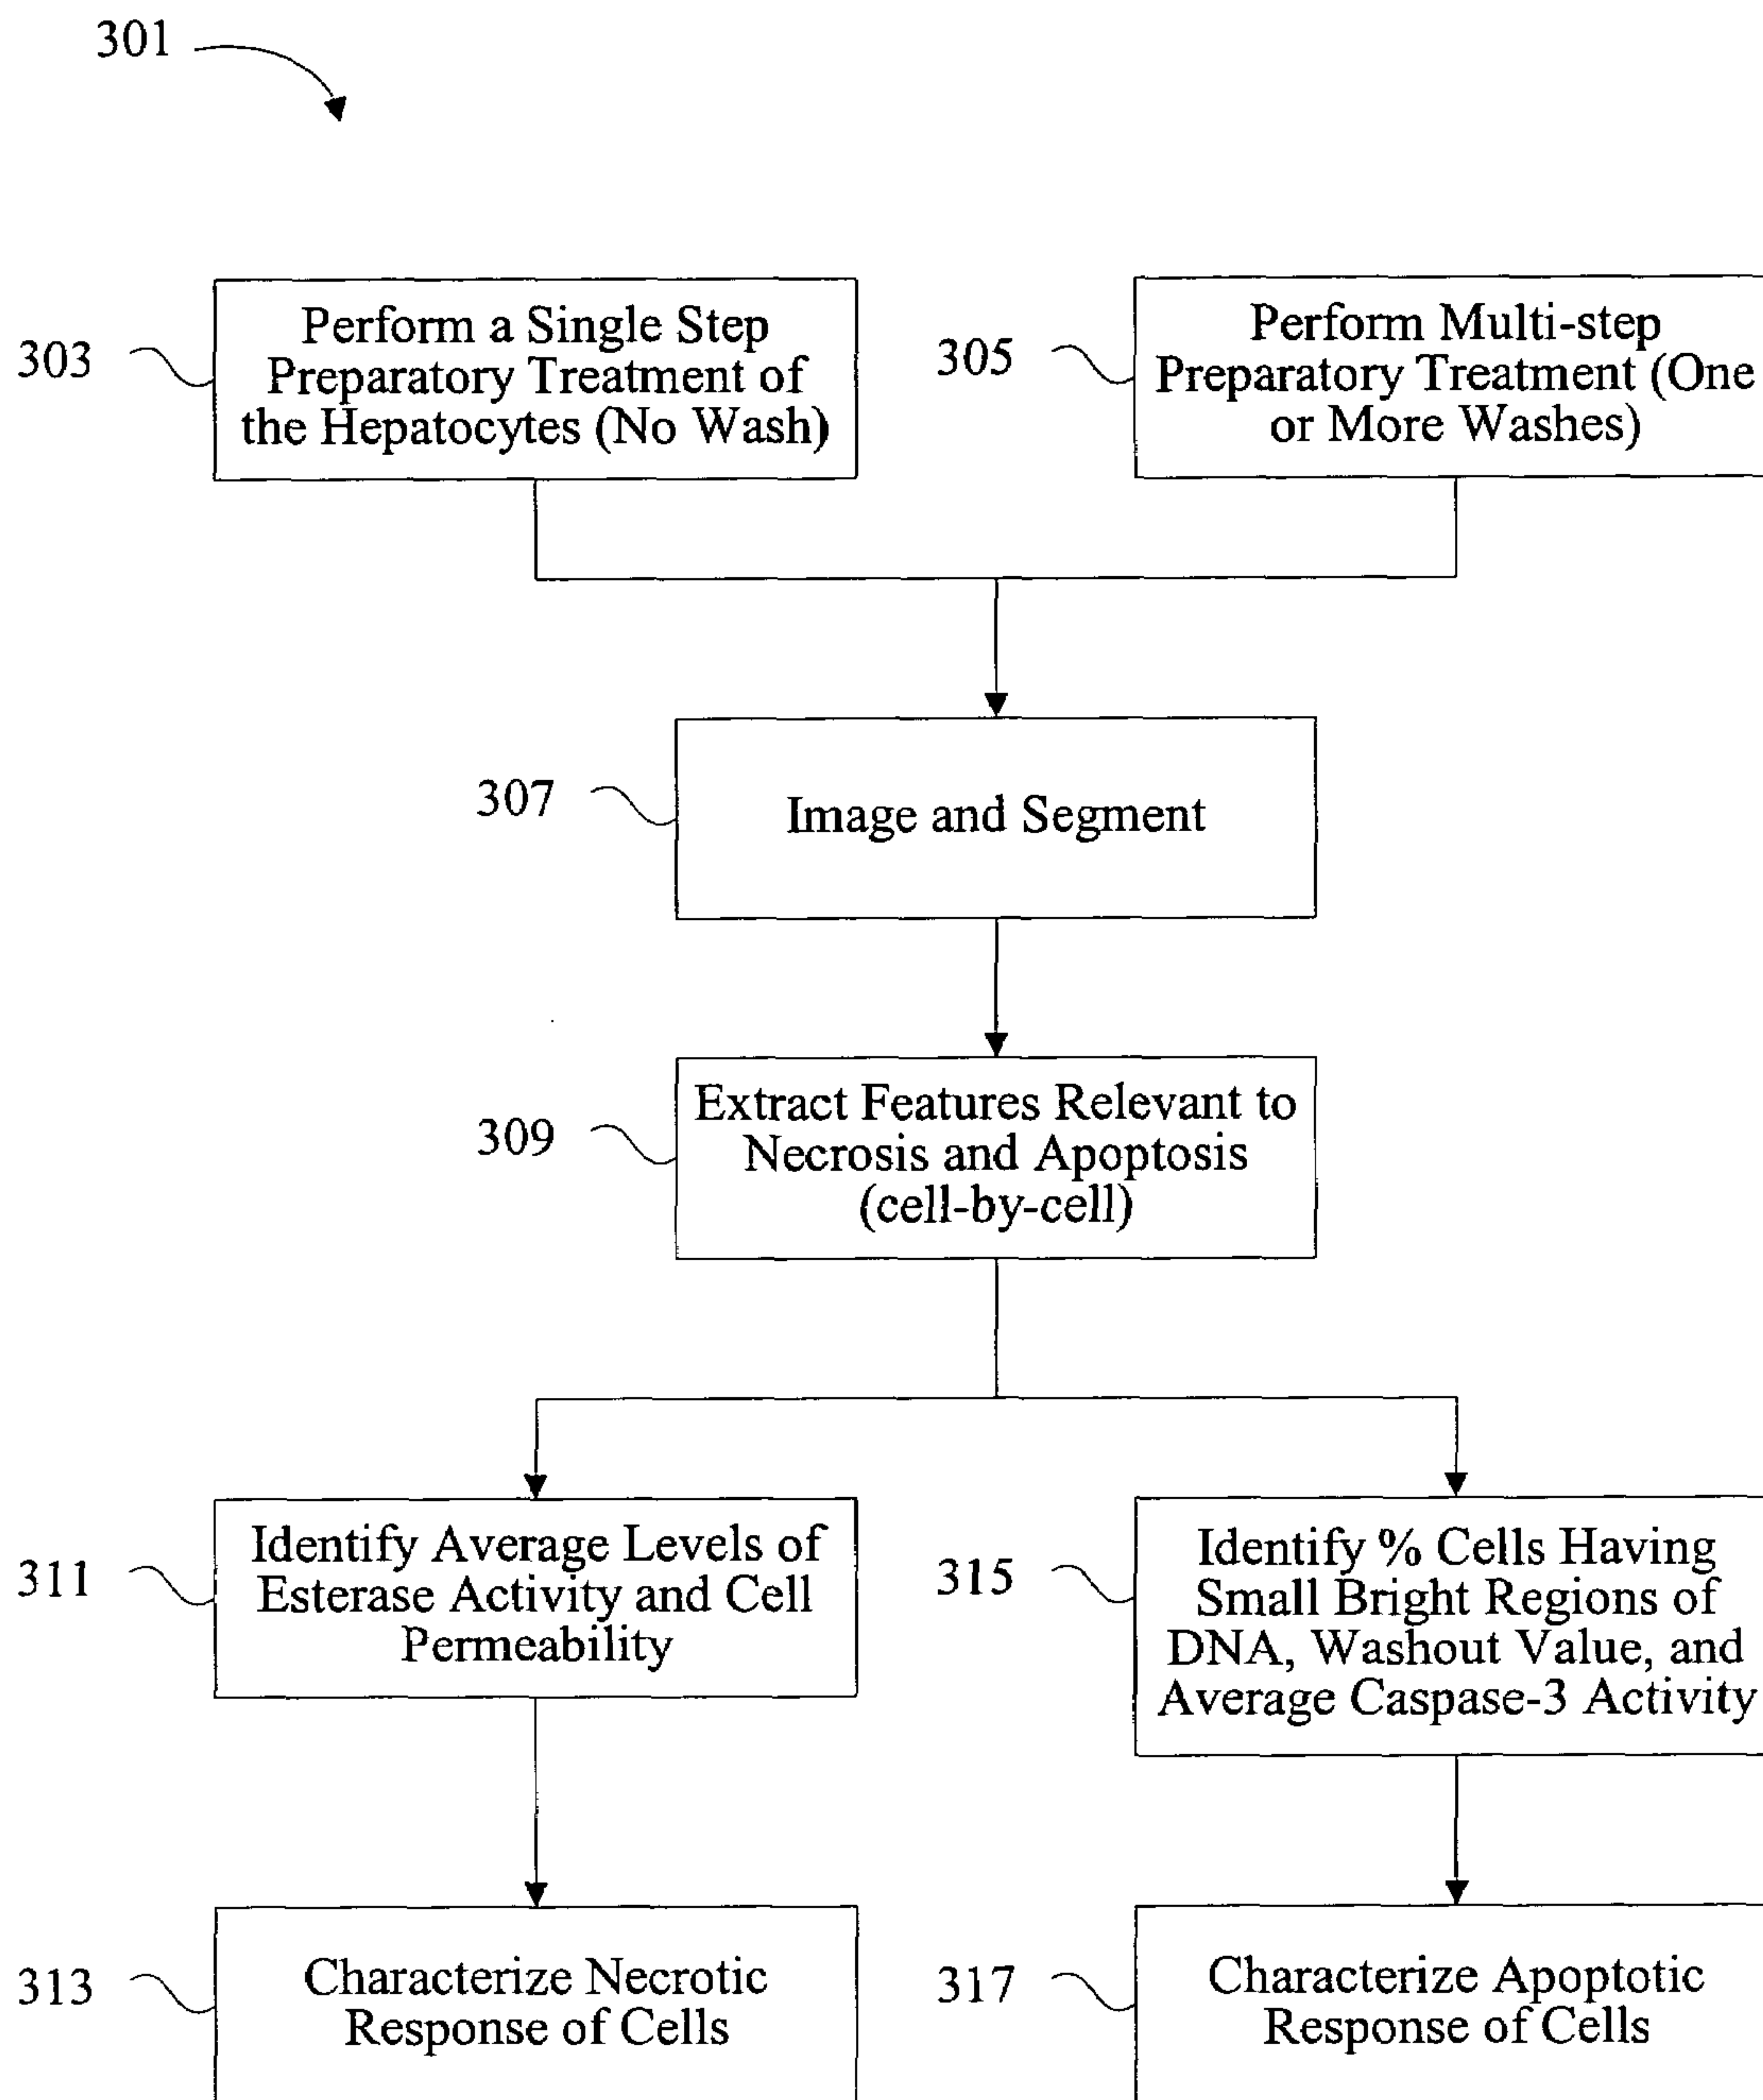 301
303
Perform a Single Step
Preparatory Treatment of
the Hepatocytes (No Wash)
305
Perform Multi-step
Preparatory Treatment (One
or More Washes)
307
Image and Segment
309
Extract Features Relevant to
Necrosis and Apoptosis
(cell-by-cell)
311
Identify Average Levels of
Esterase Activity and Cell
Permeability
315
Identify % Cells Having
Small Bright Regions of
DNA, Washout Value, and
Average Caspase-3 Activity
313
Characterize Necrotic
Response of Cells
317
Characterize Apoptotic
Response of Cells